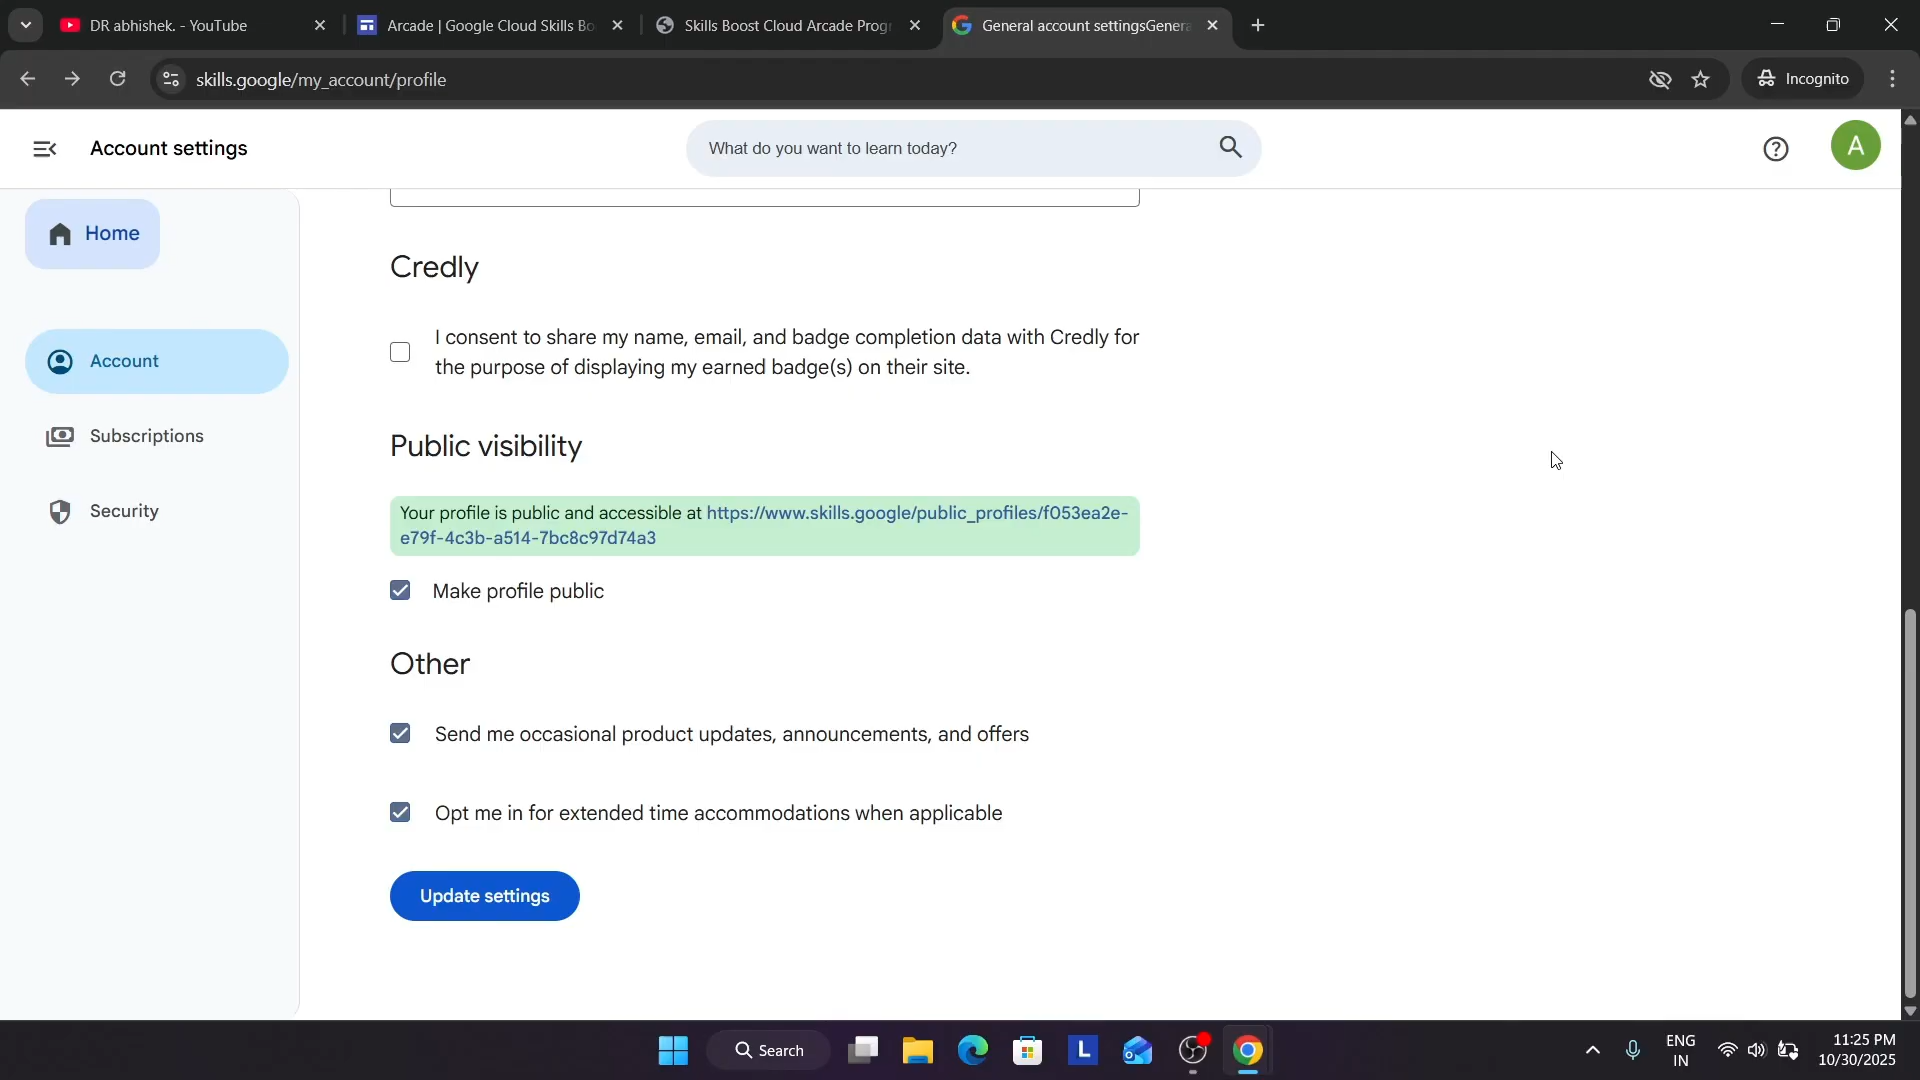 DR abhishek. - YouTube
Arcade | Google Cloud Skills Bo
Skills Boost Cloud Arcade Progr
General account settingsGenera
skills.google/my_account/profile
Incognito
Account settings
What do you want to learn today?
A
Home
Account
Subscriptions
Security
Credly
I consent to share my name, email, and badge completion data with Credly for
the purpose of displaying my earned badge(s) on their site.
Public visibility
Your profile is public and accessible at https://www.skills.google/public_profiles/f053ea2e-
e79f-4c3b-a514-7bc8c97d74a3
Make profile public
Other
Send me occasional product updates, announcements, and offers
Opt me in for extended time accommodations when applicable
Update settings
Search
L
ENG
IN
11:25 PM
10/30/2025